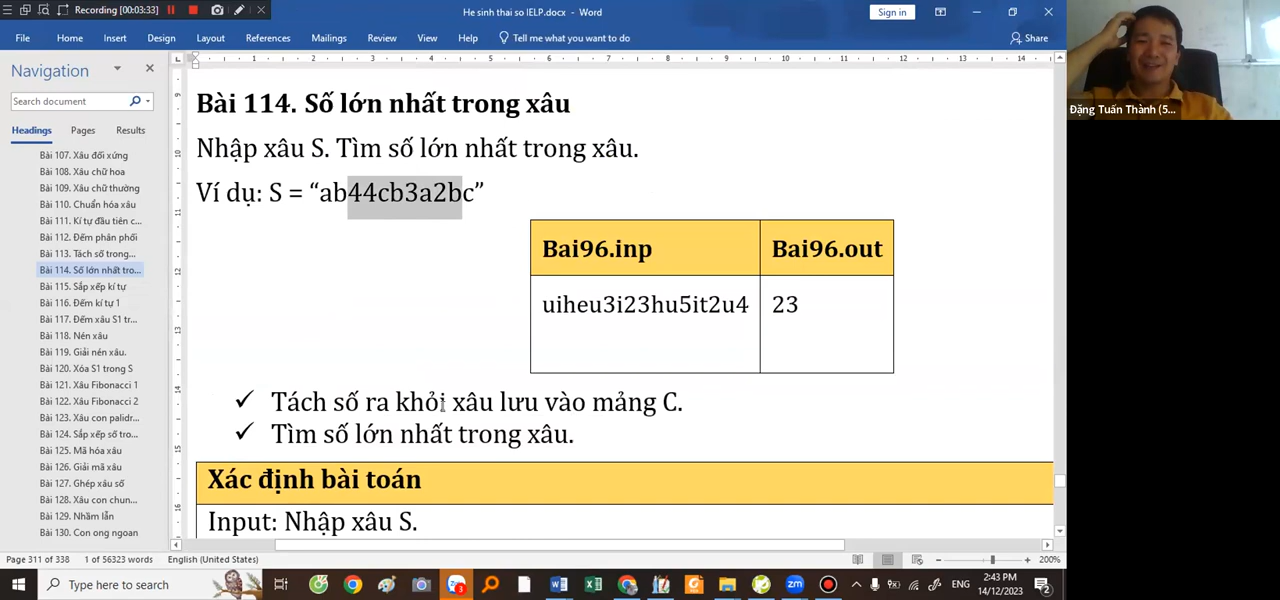 Recording [00:03:33]
He sinh thai so IELP.docx - Word
Sign in
File Home Insert Design Layout References Mailings Review View Help Tell me what you want to do Share
Navigation
Search document
Headings Pages Results
Bài 107. Xâu đối xứng
Bài 108. Xâu chữ hoa
Bài 109. Xâu chữ thường
Bài 110. Chuẩn hóa xâu
Bài 111. Kí tự đầu tiên c...
Bài 112. Đếm phân phối
Bài 113. Tách số trong...
Bài 114. Số lớn nhất tro...
Bài 115. Sắp xếp kí tự
Bài 116. Đếm kí tự 1
Bài 117. Đếm xâu S1 tr...
Bài 118. Nén xâu
Bài 119. Giải nén xâu.
Bài 120. Xóa S1 trong S
Bài 121. Xâu Fibonacci 1
Bài 122. Xâu Fibonacci 2
Bài 123. Xâu con palidr...
Bài 124. Sắp xếp số tro...
Bài 125. Mã hóa xâu
Bài 126. Giải mã xâu
Bài 127. Ghép xâu số
Bài 128. Xâu con chun...
Bài 129. Nhầm lẫn
Bài 130. Con ong ngoan
Bài 114. Số lớn nhất trong xâu
Nhập xâu S. Tìm số lớn nhất trong xâu.
Ví dụ: S = “ab44cb3a2bc”
Bai96.inp Bai96.out
uiheu3i23hu5it2u4 23
✓ Tách số ra khỏi xâu lưu vào mảng C.
✓ Tìm số lớn nhất trong xâu.
Xác định bài toán
Input: Nhập xâu S.
Đặng Tuấn Thành (5...
Page 311 of 338 1 of 56323 words English (United States) 200%
Type here to search
ENG
2:43 PM
14/12/2023